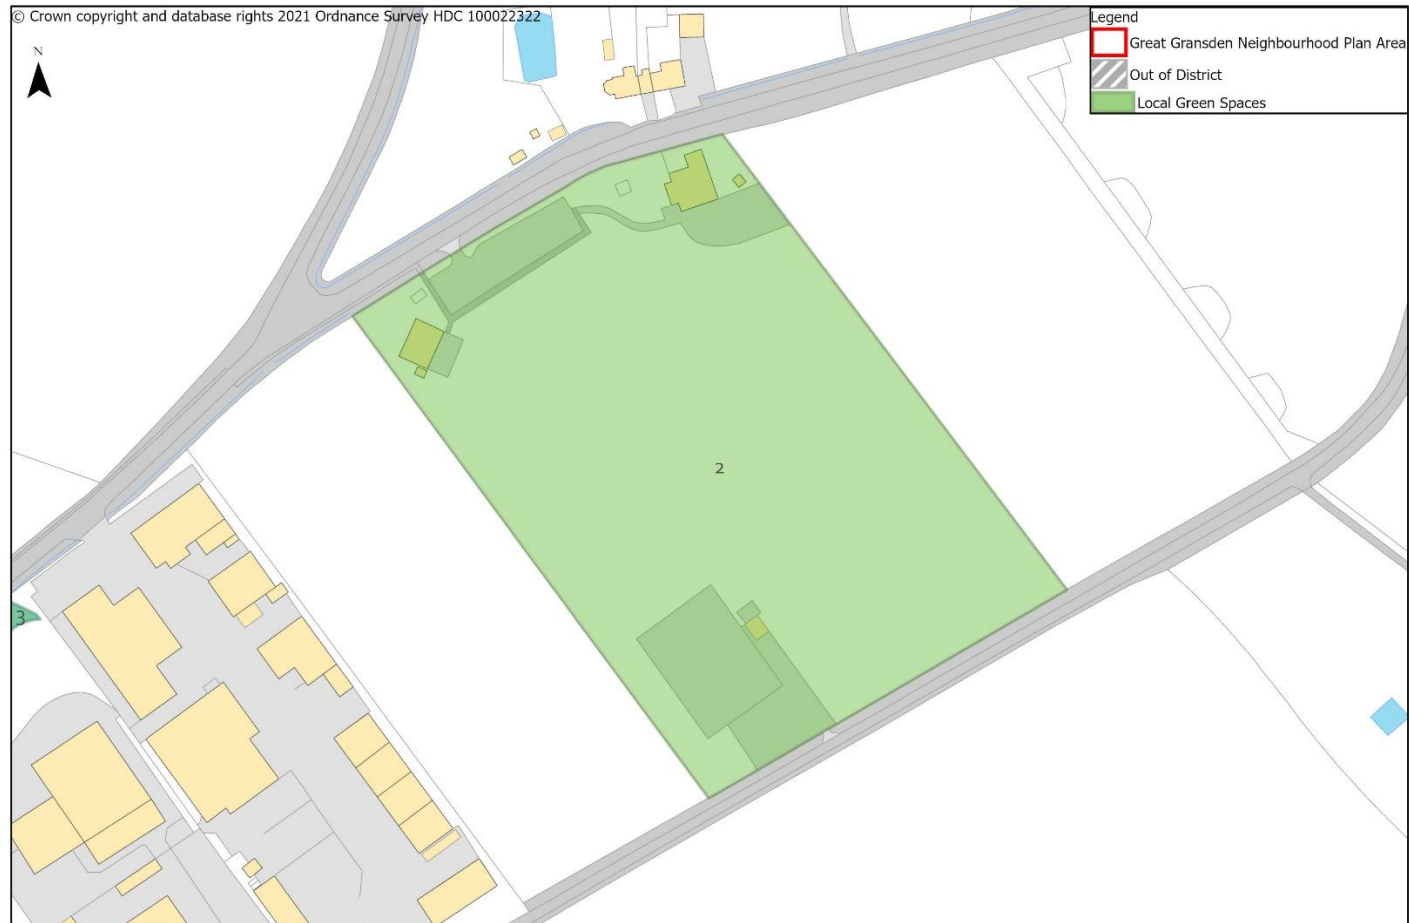 © Crown copyright and database rights 2021 Ordnance Survey HDC 100022322
N
Legend
Great Gransden Neighbourhood Plan Area
Out of District
Local Green Spaces
2
3